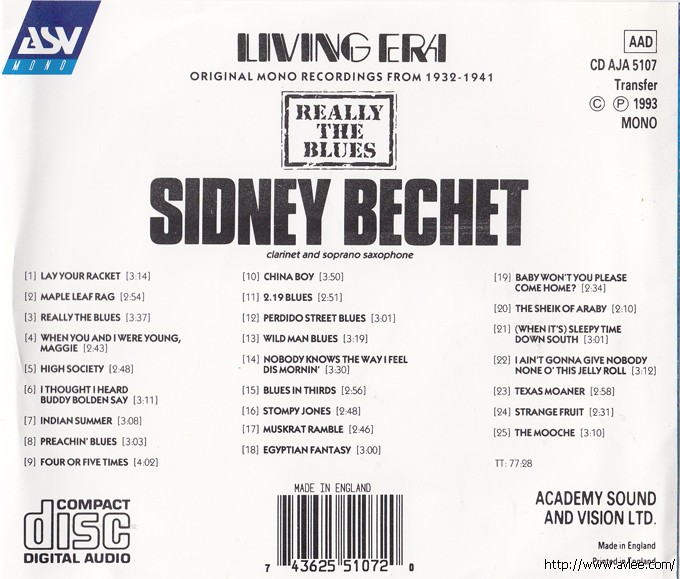 ASV
MONO
LIVING ERA
ORIGINAL MONO RECORDINGS FROM 1932-1941
REALLY
THE
BLUES
SIDNEY BECHET
clarinet and soprano saxophone
AAD
CD AJA 5107
Transfer
© ℗ 1993
MONO
[1] LAY YOUR RACKET [3:14]
[2] MAPLE LEAF RAG [2:54]
[3] REALLY THE BLUES [3:37]
[4] WHEN YOU AND I WERE YOUNG,
MAGGIE [2:43]
[5] HIGH SOCIETY [2:48]
[6] I THOUGHT I HEARD
BUDDY BOLDEN SAY [3:11]
[7] INDIAN SUMMER [3:08]
[8] PREACHIN' BLUES [3:03]
[9] FOUR OR FIVE TIMES [4:02]
[10] CHINA BOY [3:50]
[11] 2.19 BLUES [2:51]
[12] PERDIDO STREET BLUES [3:01]
[13] WILD MAN BLUES [3:19]
[14] NOBODY KNOWS THE WAY I FEEL
DIS MORNIN' [3:30]
[15] BLUES IN THIRDS [2:56]
[16] STOMPY JONES [2:48]
[17] MUSKRAT RAMBLE [2:46]
[18] EGYPTIAN FANTASY [3:00]
[19] BABY WON'T YOU PLEASE
COME HOME? [2:34]
[20] THE SHEIK OF ARABY [2:10]
[21] (WHEN IT'S) SLEEPY TIME
DOWN SOUTH [3:01]
[22] I AIN'T GONNA GIVE NOBODY
NONE O' THIS JELLY ROLL [3:12]
[23] TEXAS MOANER [2:58]
[24] STRANGE FRUIT [2:31]
[25] THE MOOCHE [3:10]
TT: 77:28
COMPACT
disc
DIGITAL AUDIO
MADE IN ENGLAND
7 43625 51072 0
ACADEMY SOUND
AND VISION LTD.
Made in England
Printed in England
http://www.avlee.com/